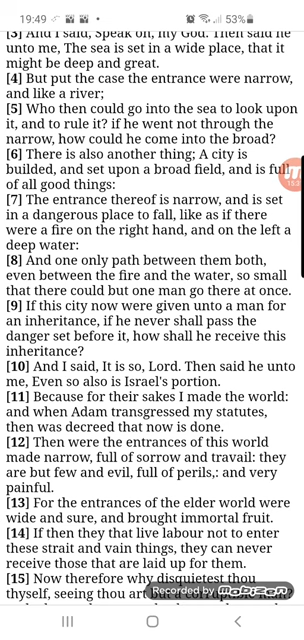 19:49
53%
[3] And I said, Speak on, my God. Then said he
unto me, The sea is set in a wide place, that it
might be deep and great.
[4] But put the case the entrance were narrow,
and like a river;
[5] Who then could go into the sea to look upon
it, and to rule it? if he went not through the
narrow, how could he come into the broad?
[6] There is also another thing; A city is
builded, and set upon a broad field, and is full
of all good things:
[7] The entrance thereof is narrow, and is set
in a dangerous place to fall, like as if there
were a fire on the right hand, and on the left a
deep water:
[8] And one only path between them both,
even between the fire and the water, so small
that there could but one man go there at once.
[9] If this city now were given unto a man for
an inheritance, if he never shall pass the
danger set before it, how shall he receive this
inheritance?
[10] And I said, It is so, Lord. Then said he unto
me, Even so also is Israel's portion.
[11] Because for their sakes I made the world:
and when Adam transgressed my statutes,
then was decreed that now is done.
[12] Then were the entrances of this world
made narrow, full of sorrow and travail: they
are but few and evil, full of perils,: and very
painful.
[13] For the entrances of the elder world were
wide and sure, and brought immortal fruit.
[14] If then they that live labour not to enter
these strait and vain things, they can never
receive those that are laid up for them.
[15] Now therefore why disquietest thou
thyself, seeing thou art
Recorded by mobizen